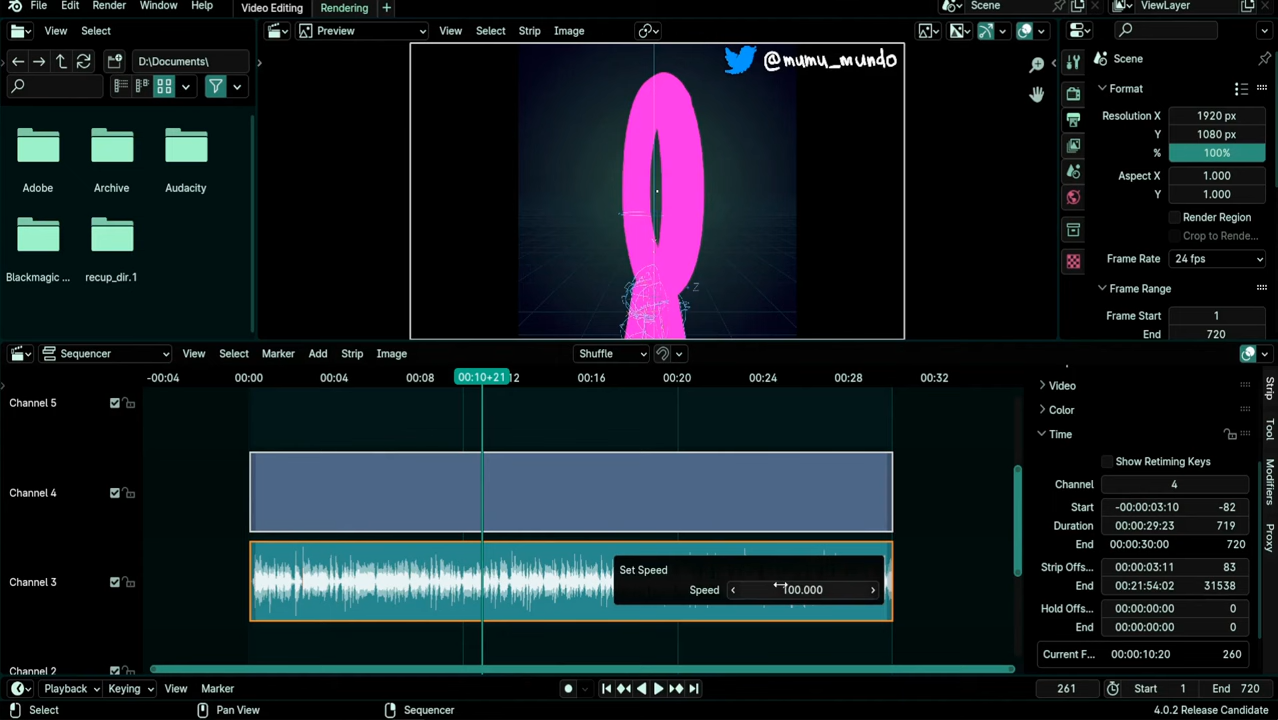 File Edit Render Window Help Video Editing Rendering + Scene ViewLayer
View Select Preview View Select Strip Image
D:\Documents\ @mumu_mundo Scene
Format
Resolution X 1920 px
Y 1080 px
% 100%
Adobe Archive Audacity
Aspect X 1.000
Y 1.000
Render Region
Crop to Rende...
Frame Rate 24 fps
Blackmagic ... recup_dir.1
Frame Range
Frame Start 1
End 720
Z
Sequencer View Select Marker Add Strip Image Shuffle
-00:04 00:00 00:04 00:08 00:10+21 12 00:16 00:20 00:24 00:28 00:32
Video
Channel 5
Color
Time
Show Retiming Keys
Channel 4
Channel 4
Start -00:00:03:10 -82
Duration 00:00:29:23 719
End 00:00:30:00 720
Set Speed
Strip Offs... 00:00:03:11 83
Channel 3
Speed 100.000
End 00:21:54:02 31538
Hold Offs... 00:00:00:00 0
End 00:00:00:00 0
Current F... 00:00:10:20 260
Channel 2
Strip
Tool
Modifiers
Proxy
Playback Keying View Marker 261 Start 1 End 720
Select Pan View Sequencer 4.0.2 Release Candidate